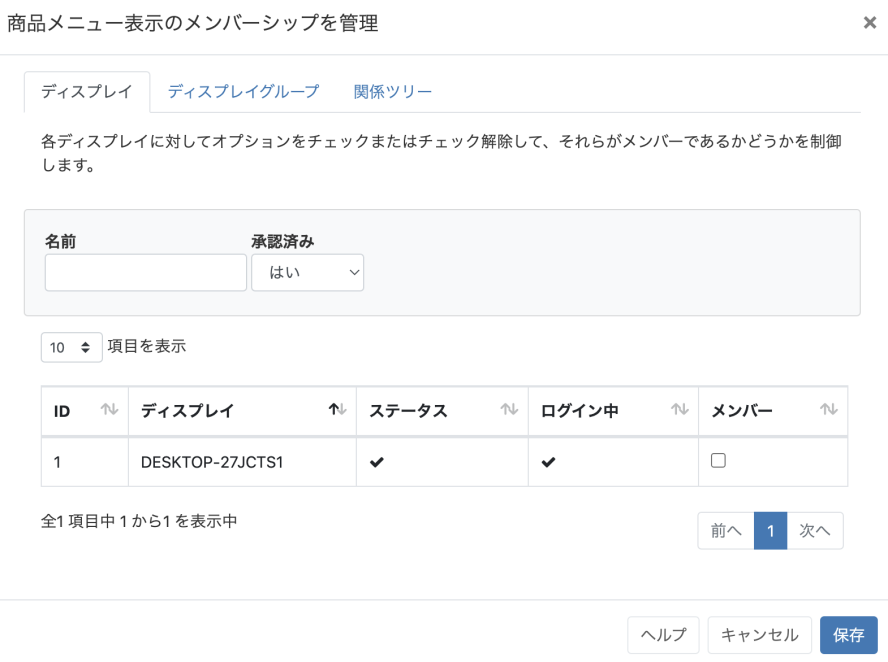 商品メニュー表示のメンバーシップを管理
×
ディスプレイ ディスプレイグループ 関係ツリー
各ディスプレイに対してオプションをチェックまたはチェック解除して、それらがメンバーであるかどうかを制御
します。
名前 承認済み
はい
10 項目を表示
ID ディスプレイ ステータス ログイン中 メンバー
1 DESKTOP-27JCTS1
全1 項目中 1 から1 を表示中
前へ 1 次へ
ヘルプ キャンセル 保存